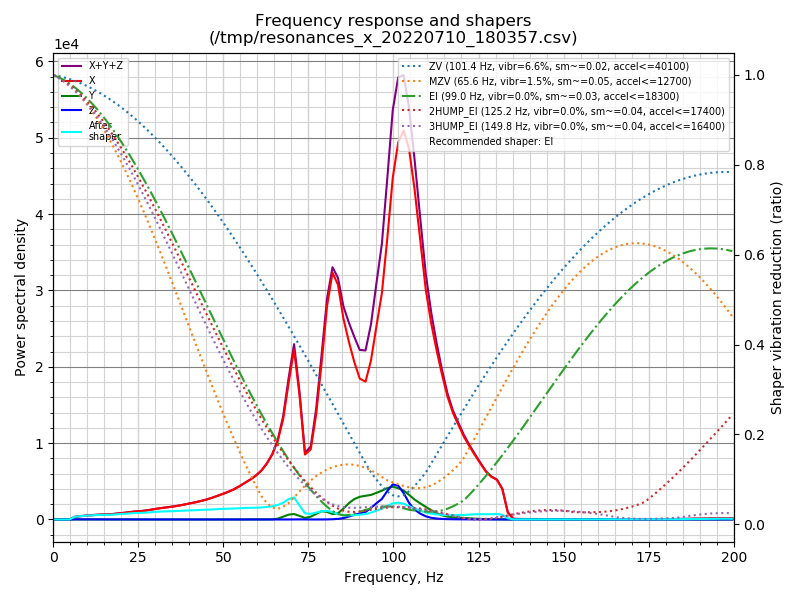 Frequency response and shapers
(/tmp/resonances_x_20220710_180357.csv)
1e4
X+Y+Z
X
Y
Z
After
shaper
ZV (101.4 Hz, vibr=6.6%, sm~=0.02, accel<=40100)
MZV (65.6 Hz, vibr=1.5%, sm~=0.05, accel<=12700)
EI (99.0 Hz, vibr=0.0%, sm~=0.03, accel<=18300)
2HUMP_EI (125.2 Hz, vibr=0.0%, sm~=0.04, accel<=17400)
3HUMP_EI (149.8 Hz, vibr=0.0%, sm~=0.04, accel<=16400)
Recommended shaper: EI
6
5
4
3
2
1
0
Power spectral density
1.0
0.8
0.6
0.4
0.2
0.0
Shaper vibration reduction (ratio)
0 25 50 75 100 125 150 175 200
Frequency, Hz